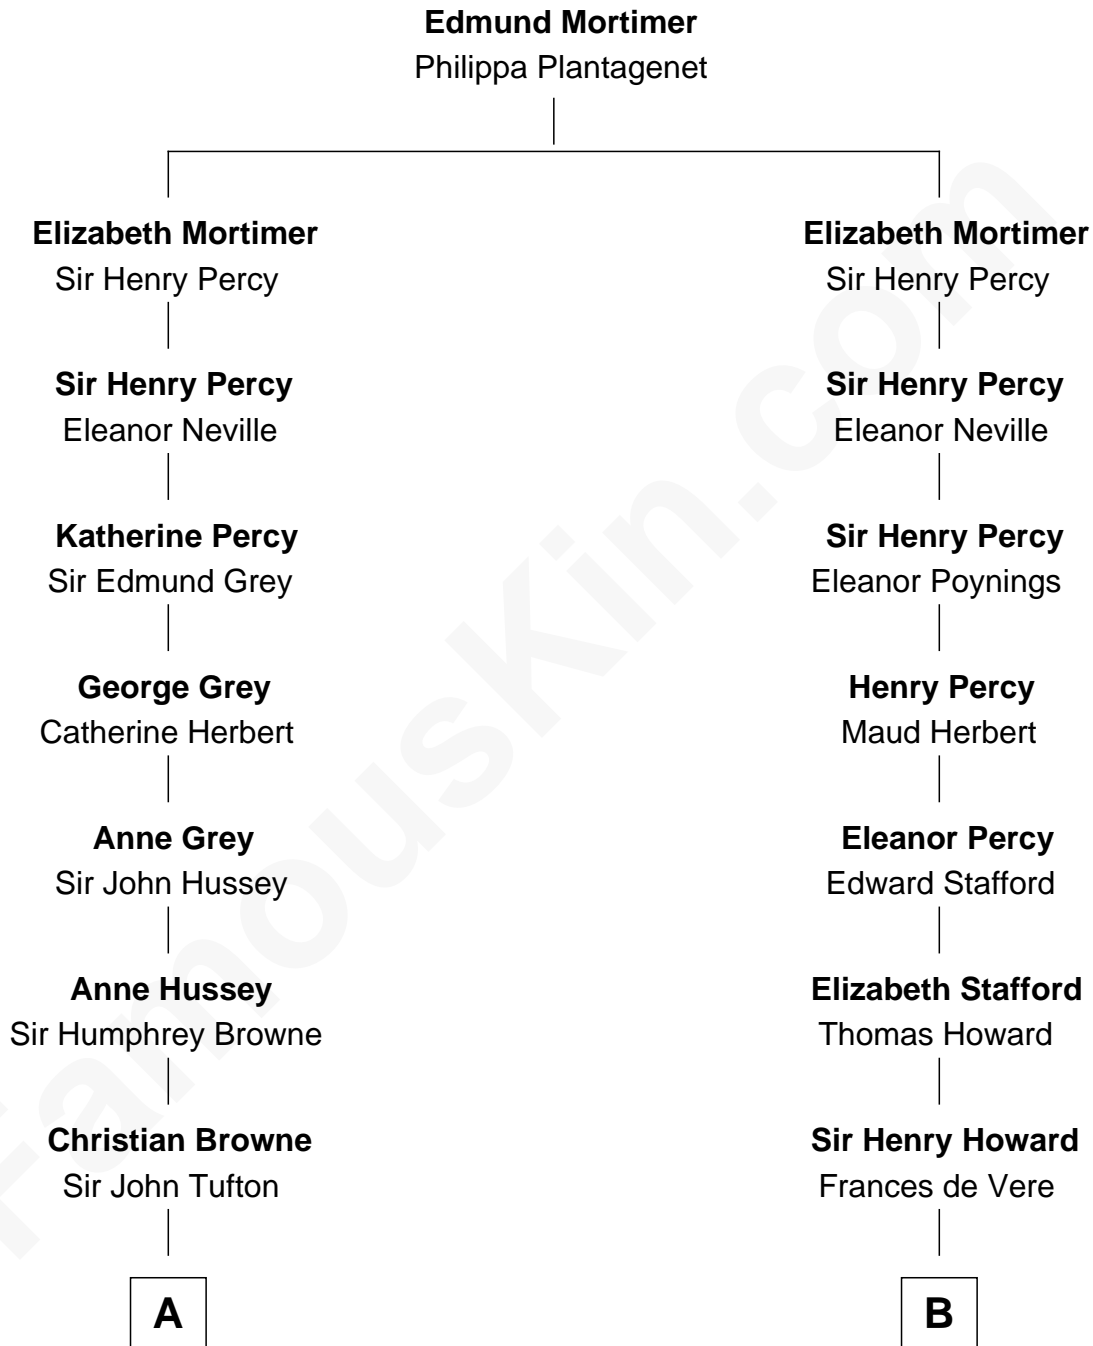 Edmund Mortimer
Philippa Plantagenet
Elizabeth Mortimer
Sir Henry Percy
Elizabeth Mortimer
Sir Henry Percy
Sir Henry Percy
Eleanor Neville
Sir Henry Percy
Eleanor Neville
Katherine Percy
Sir Edmund Grey
Sir Henry Percy
Eleanor Poynings
George Grey
Catherine Herbert
Henry Percy
Maud Herbert
Anne Grey
Sir John Hussey
Eleanor Percy
Edward Stafford
Anne Hussey
Sir Humphrey Browne
Elizabeth Stafford
Thomas Howard
Christian Browne
Sir John Tufton
Sir Henry Howard
Frances de Vere
A
B
FamousKin.com